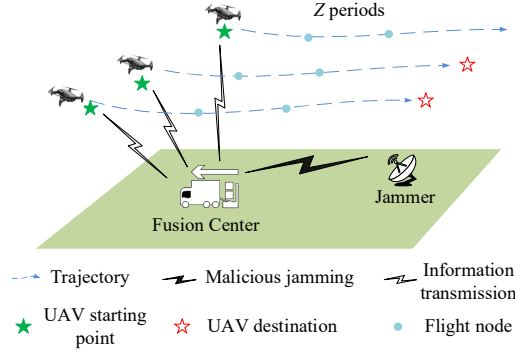 Z periods
Fusion Center
Jammer
Trajectory
Malicious jamming
Information
transmission
UAV starting
point
UAV destination
Flight node